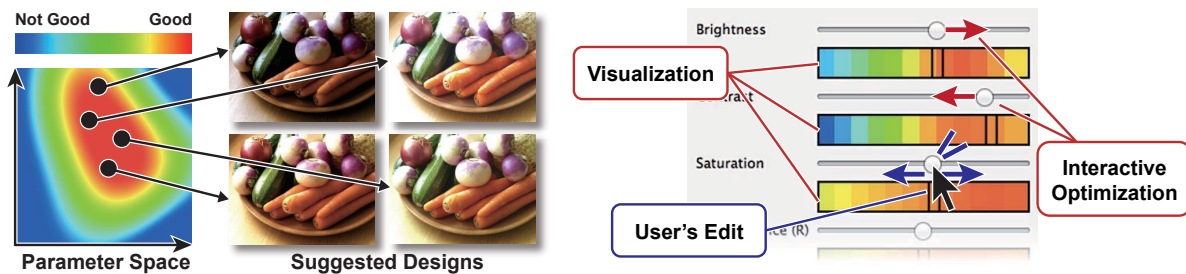 Not Good
Good
Parameter Space
Suggested Designs
Brightness
Visualization
Saturation
User's Edit
(R)
Interactive
Optimization